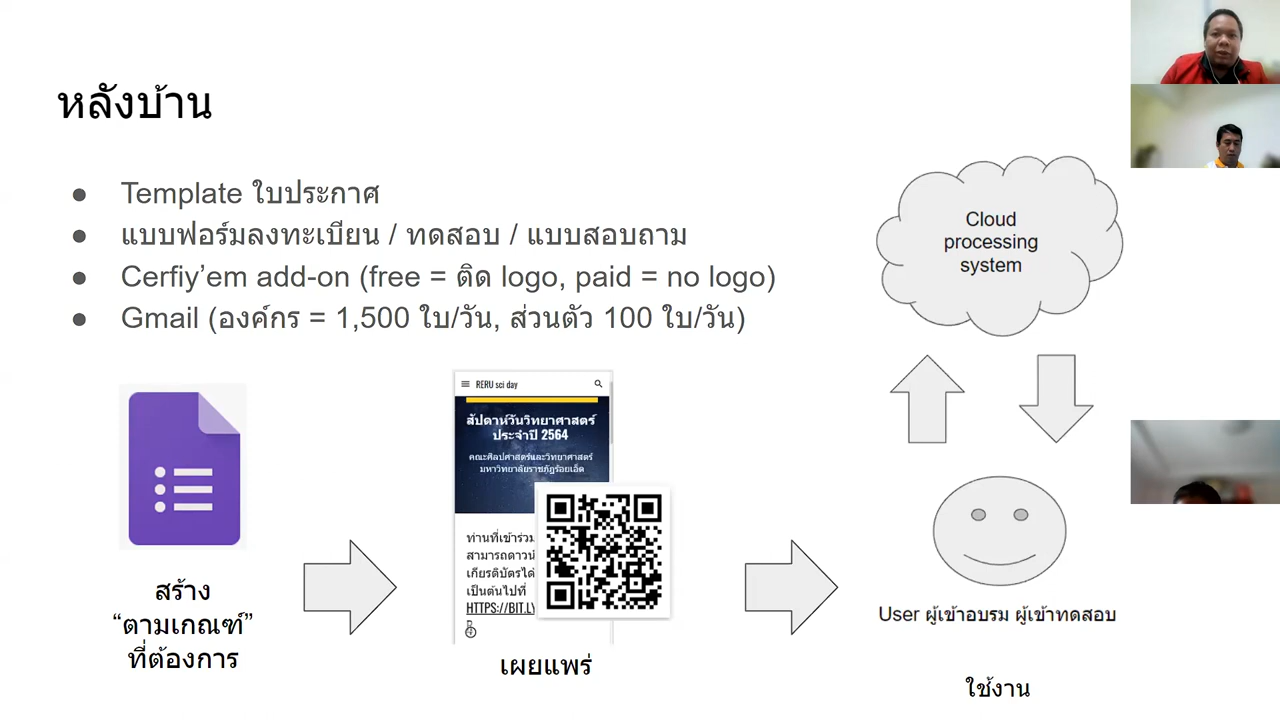 หลังบ้าน
● Template ใบประกาศ
● แบบฟอร์มลงทะเบียน / ทดสอบ / แบบสอบถาม
● Cerfiy’em add-on (free = ติด logo, paid = no logo)
● Gmail (องค์กร = 1,500 ใบ/วัน, ส่วนตัว 100 ใบ/วัน)
สร้าง
“ตามเกณฑ์”
ที่ต้องการ
RERU sci day
สัปดาห์วันวิทยาศาสตร์
ประจำปี 2564
คณะศิลปศาสตร์และวิทยาศาสตร์
มหาวิทยาลัยราชภัฏร้อยเอ็ด
ท่านที่เข้าร่วม
สามารถดาวน์
เกียรติบัตรได้
เป็นต้นไปที่
HTTPS://BIT.LY
เผยแพร่
Cloud
processing
system
User ผู้เข้าอบรม ผู้เข้าทดสอบ
ใช้งาน